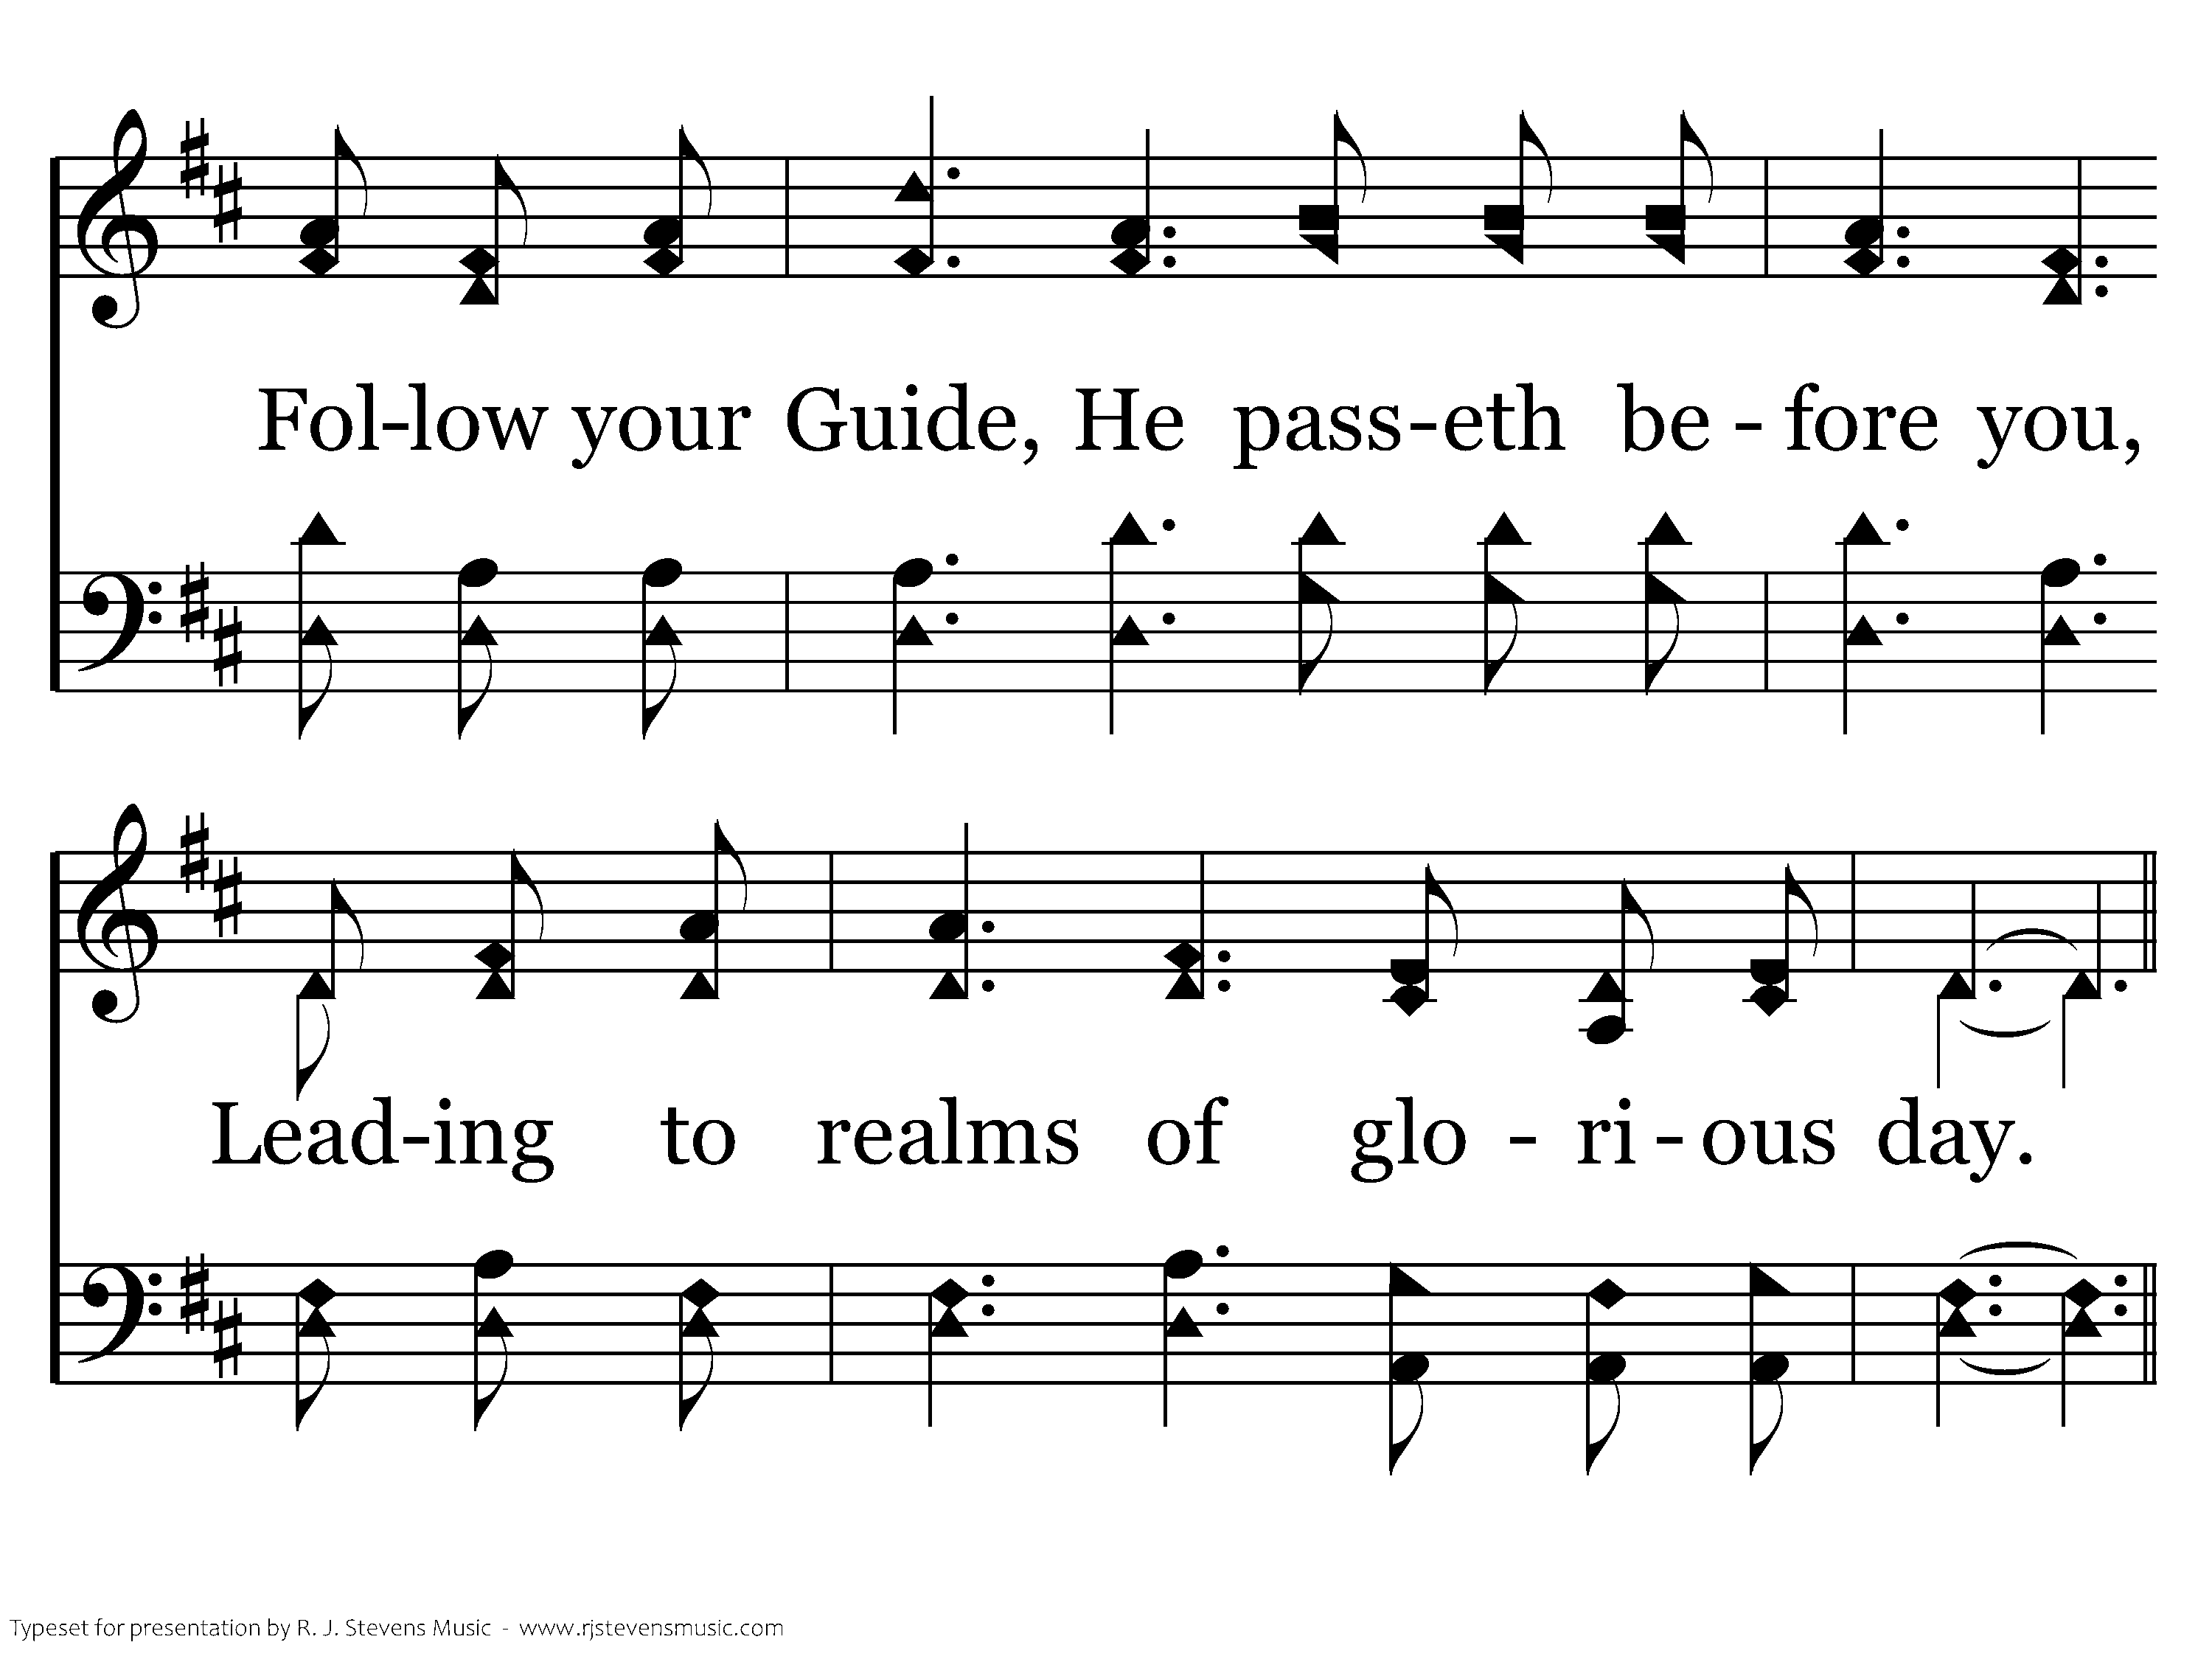 Fol-low your Guide, He pass-eth be - fore you,
Lead-ing to realms of glo - ri - ous day.
Typeset for presentation by R. J. Stevens Music - www.rjstevensmusic.com